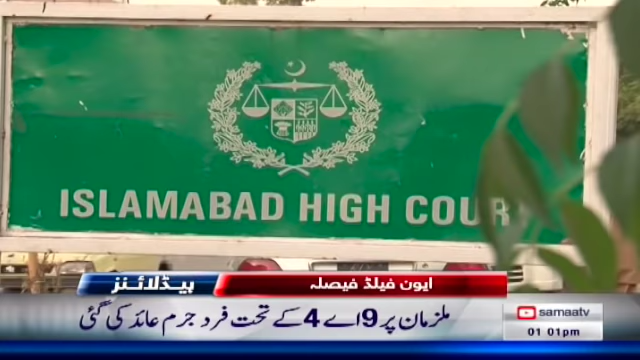 ISLAMABAD HIGH COUR
ایون فیلڈ فیصلہ
ہیڈلائنز
ملزمان پر 9 اے 4 کے تحت فرد جرم عائد کی گئی
samaatv
01 01pm